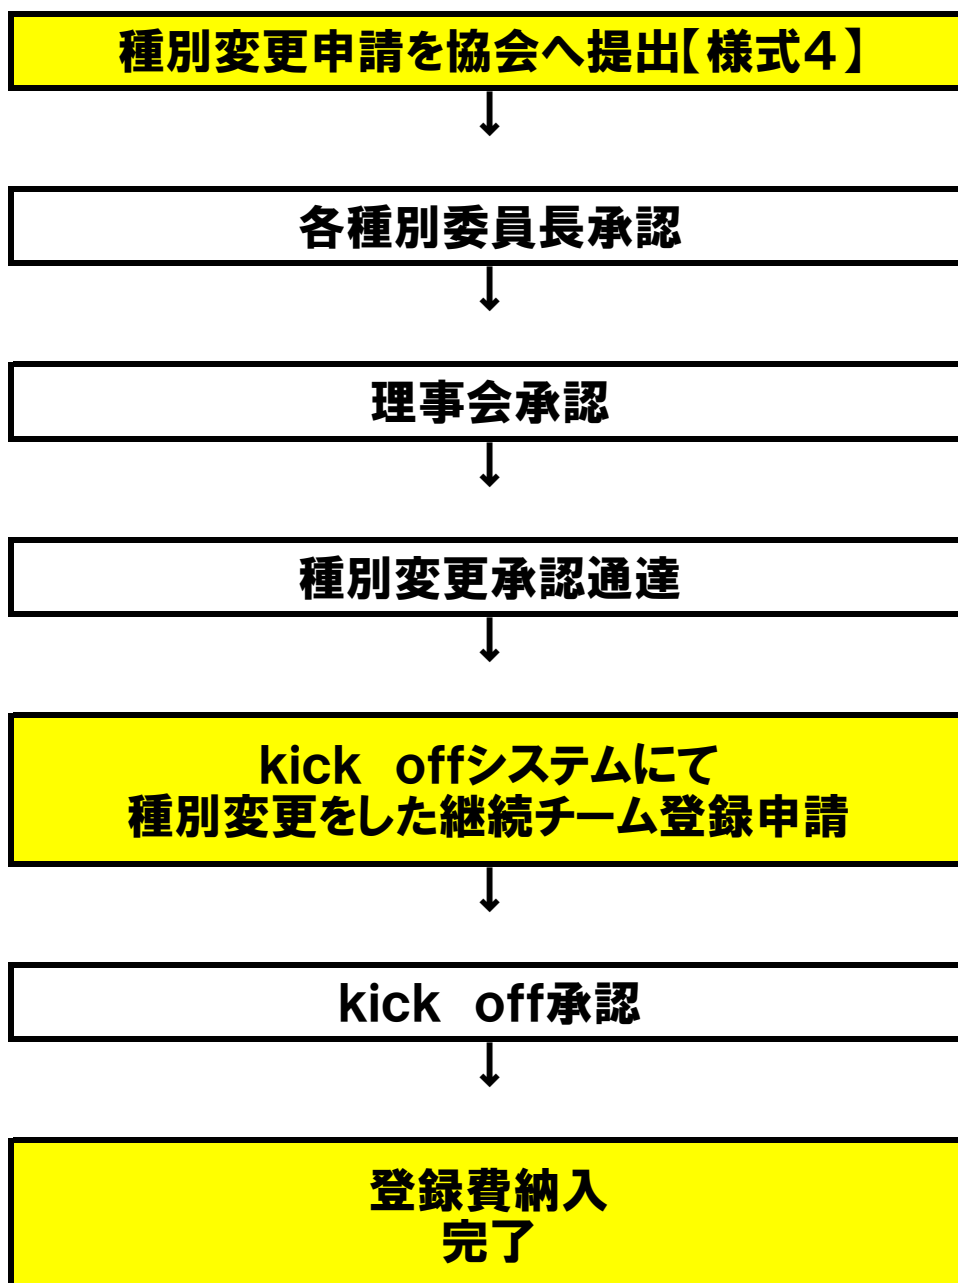 種別変更申請を協会へ提出【様式４】
↓
各種別委員長承認
↓
理事会承認
↓
種別変更承認通達
↓
kick　offシステムにて
種別変更をした継続チーム登録申請
↓
kick　off承認
↓
登録費納入
完了